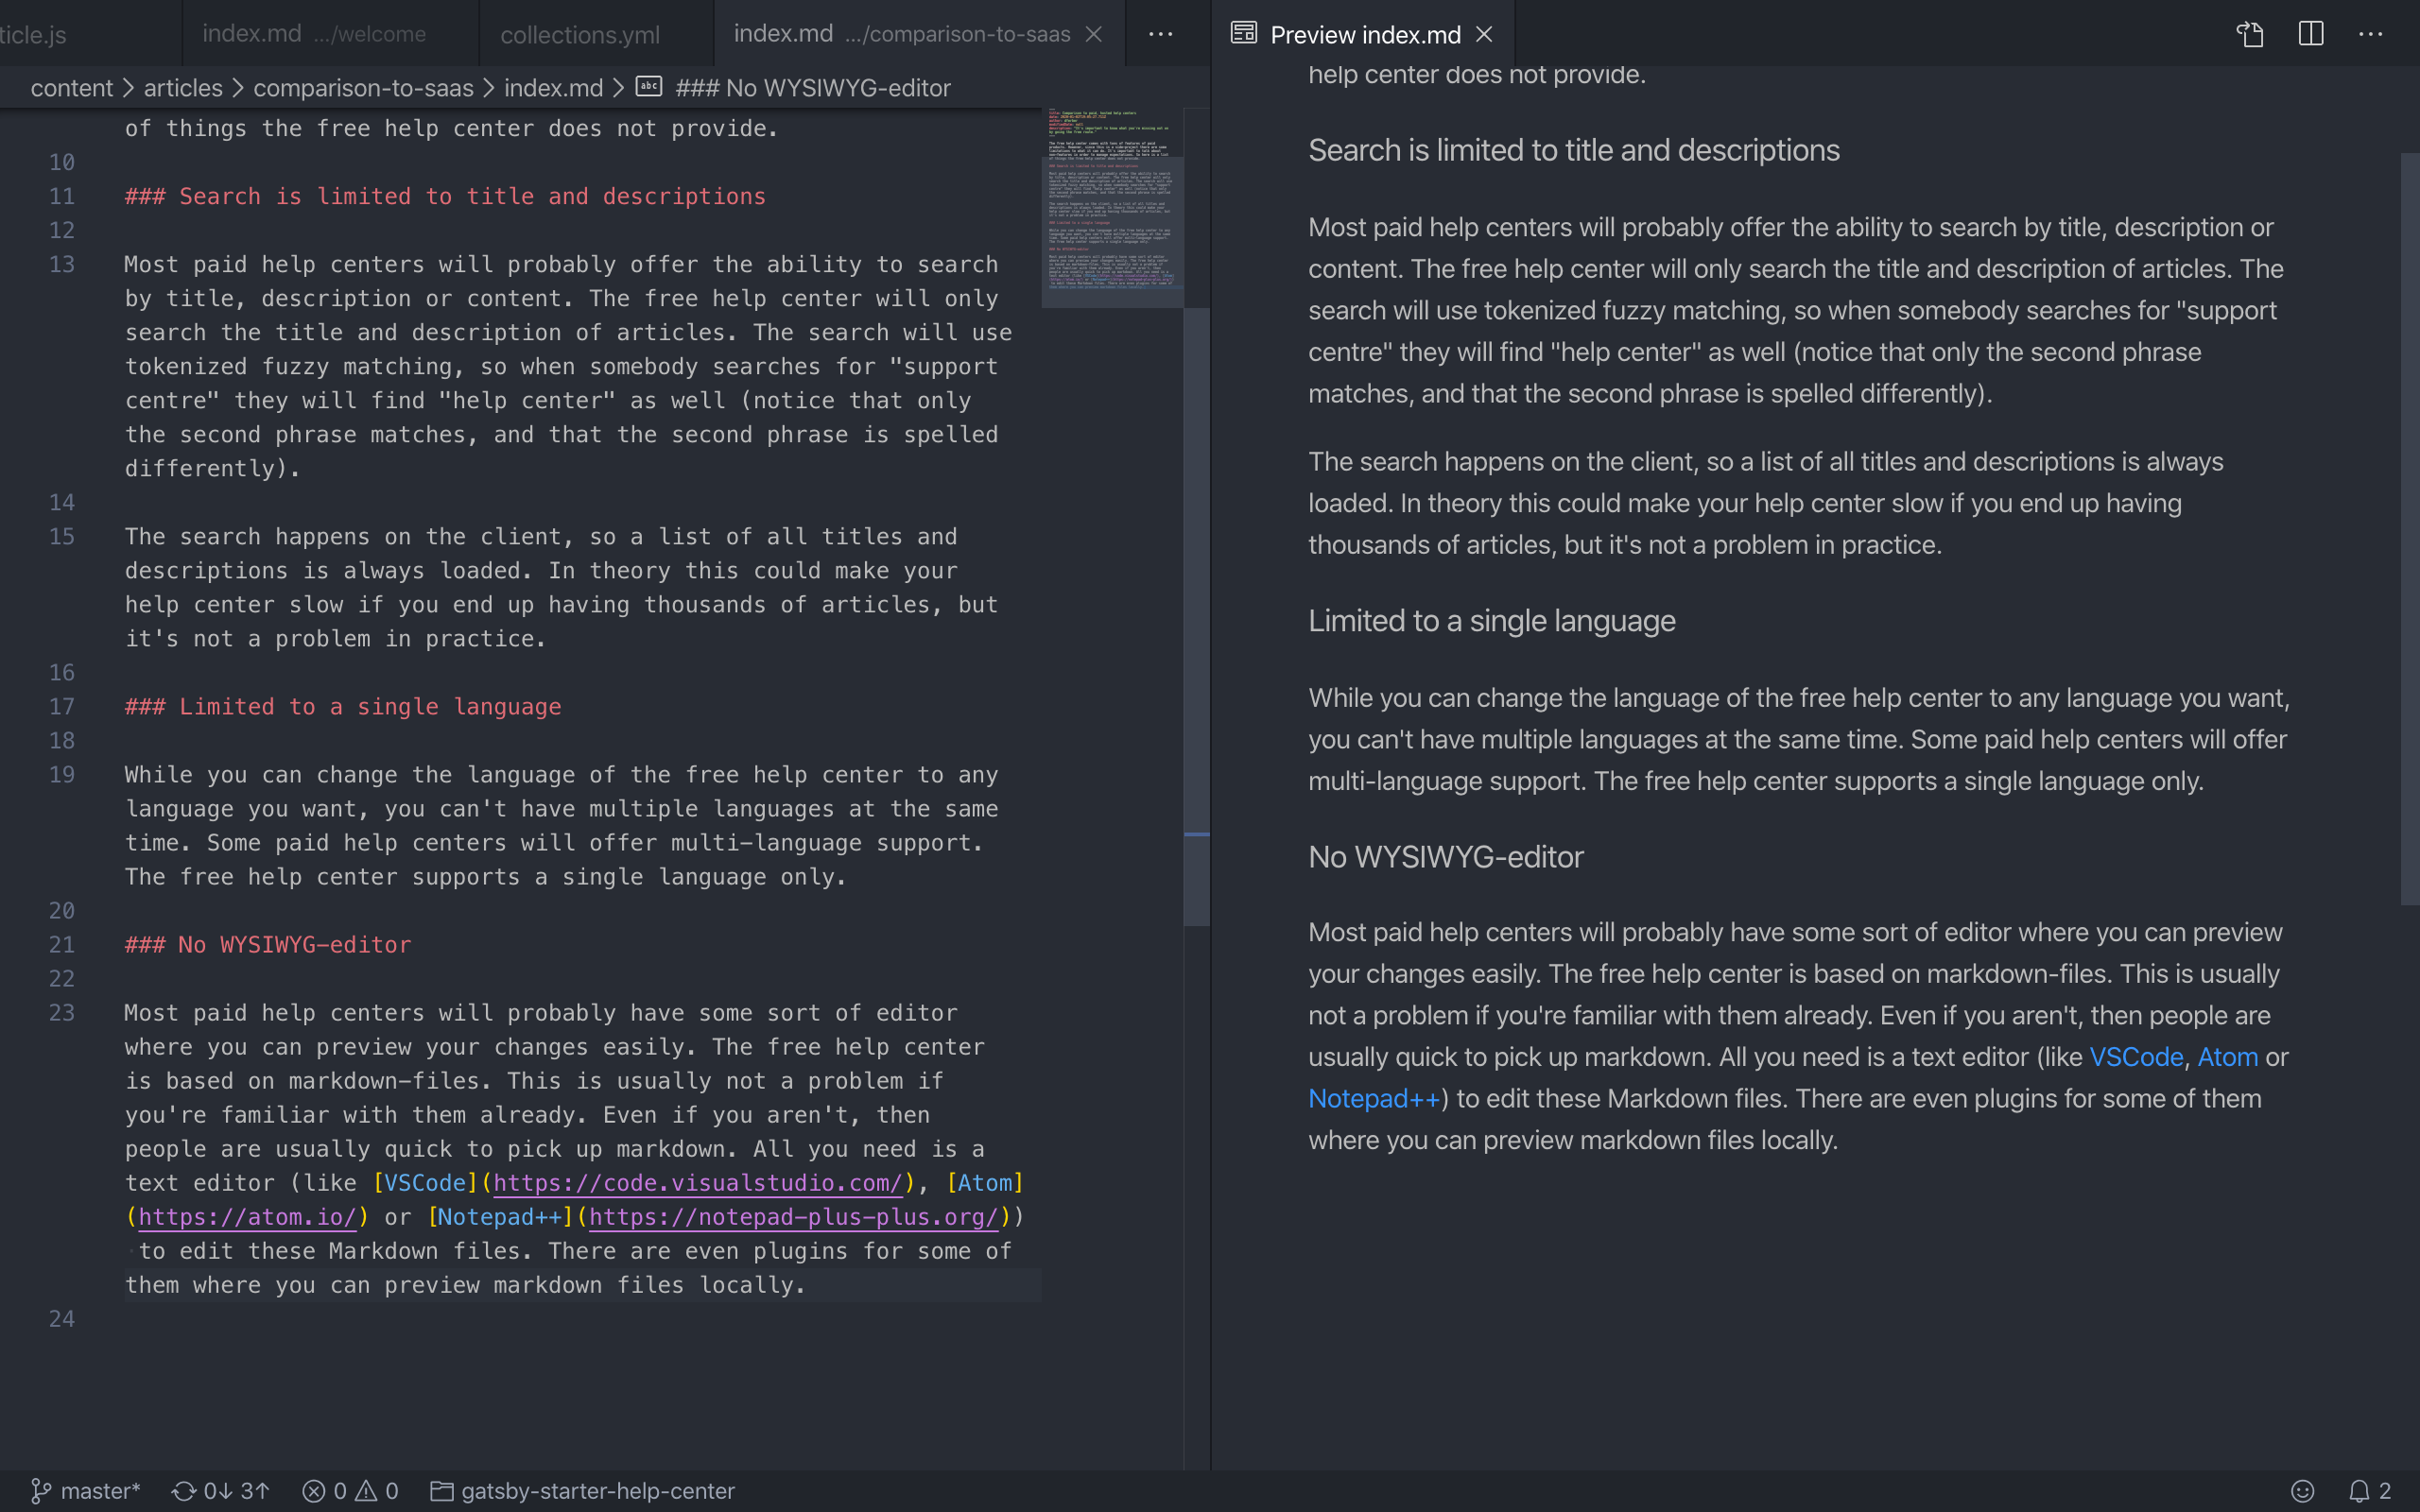 ticle.js
index.md .../welcome
collections.yml
index.md .../comparison-to-saas
content > articles > comparison-to-saas > index.md > ### No WYSIWYG-editor
of things the free help center does not provide.
10
11 ### Search is limited to title and descriptions
12
13 Most paid help centers will probably offer the ability to search
by title, description or content. The free help center will only
search the title and description of articles. The search will use
tokenized fuzzy matching, so when somebody searches for "support
centre" they will find "help center" as well (notice that only
the second phrase matches, and that the second phrase is spelled
differently).
14
15 The search happens on the client, so a list of all titles and
descriptions is always loaded. In theory this could make your
help center slow if you end up having thousands of articles, but
it's not a problem in practice.
16
17 ### Limited to a single language
18
19 While you can change the language of the free help center to any
language you want, you can't have multiple languages at the same
time. Some paid help centers will offer multi-language support.
The free help center supports a single language only.
20
21 ### No WYSIWYG-editor
22
23 Most paid help centers will probably have some sort of editor
where you can preview your changes easily. The free help center
is based on markdown-files. This is usually not a problem if
you're familiar with them already. Even if you aren't, then
people are usually quick to pick up markdown. All you need is a
text editor (like [VSCode](https://code.visualstudio.com/), [Atom]
(https://atom.io/) or [Notepad++](https://notepad-plus-plus.org/))
to edit these Markdown files. There are even plugins for some of
them where you can preview markdown files locally.
24
Preview index.md
help center does not provide.
Search is limited to title and descriptions
Most paid help centers will probably offer the ability to search by title, description or
content. The free help center will only search the title and description of articles. The
search will use tokenized fuzzy matching, so when somebody searches for "support
centre" they will find "help center" as well (notice that only the second phrase
matches, and that the second phrase is spelled differently).
The search happens on the client, so a list of all titles and descriptions is always
loaded. In theory this could make your help center slow if you end up having
thousands of articles, but it's not a problem in practice.
Limited to a single language
While you can change the language of the free help center to any language you want,
you can't have multiple languages at the same time. Some paid help centers will offer
multi-language support. The free help center supports a single language only.
No WYSIWYG-editor
Most paid help centers will probably have some sort of editor where you can preview
your changes easily. The free help center is based on markdown-files. This is usually
not a problem if you're familiar with them already. Even if you aren't, then people are
usually quick to pick up markdown. All you need is a text editor (like VSCode, Atom or
Notepad++) to edit these Markdown files. There are even plugins for some of them
where you can preview markdown files locally.
master* 0↓ 3↑ 0 0 gatsby-starter-help-center
2